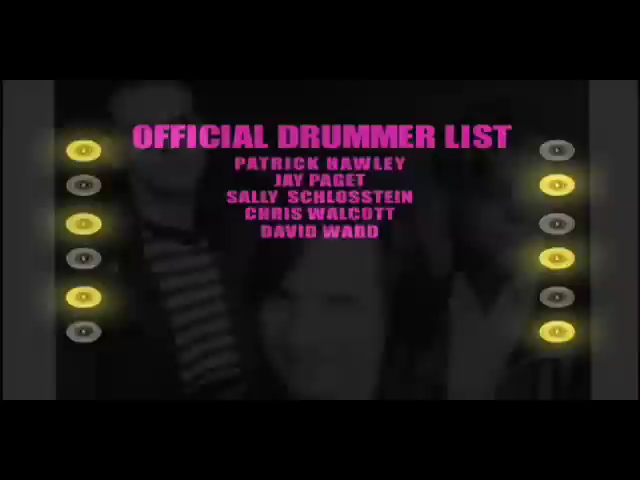 OFFICIAL DRUMMER LIST
PATRICK HAWLEY
JAY PAGET
SALLY SCHLOSSTEIN
CHRIS WALCOTT
DAVID WARD